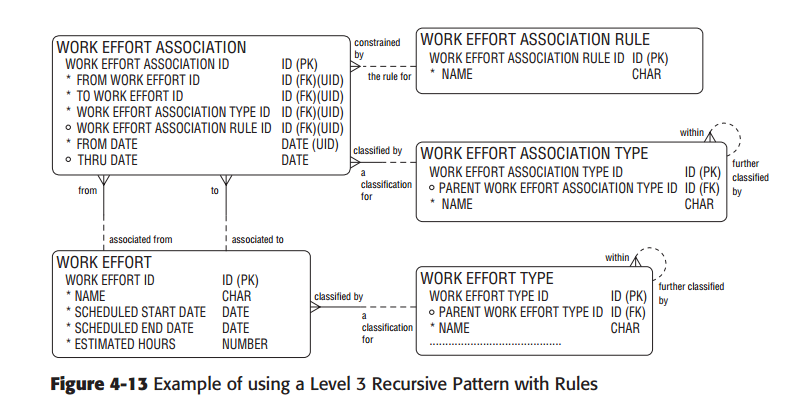 WORK EFFORT ASSOCIATION
WORK EFFORT ASSOCIATION ID ID (PK)
* FROM WORK EFFORT ID ID (FK)(UID)
* TO WORK EFFORT ID ID (FK)(UID)
* WORK EFFORT ASSOCIATION TYPE ID ID (FK)(UID)
o WORK EFFORT ASSOCIATION RULE ID ID (FK)(UID)
* FROM DATE DATE (UID)
o THRU DATE DATE
constrained
by
the rule for
WORK EFFORT ASSOCIATION RULE
WORK EFFORT ASSOCIATION RULE ID ID (PK)
* NAME CHAR
classified by
a
classification
for
WORK EFFORT ASSOCIATION TYPE
WORK EFFORT ASSOCIATION TYPE ID ID (PK)
o PARENT WORK EFFORT ASSOCIATION TYPE ID ID (FK)
* NAME CHAR
within
further
classified
by
from
to
associated from
associated to
WORK EFFORT
WORK EFFORT ID ID (PK)
* NAME CHAR
* SCHEDULED START DATE DATE
* SCHEDULED END DATE DATE
* ESTIMATED HOURS NUMBER
classified by
a
classification
for
WORK EFFORT TYPE
WORK EFFORT TYPE ID ID (PK)
o PARENT WORK EFFORT TYPE ID ID (FK)
* NAME CHAR
..........................................
within
further classified
by
Figure 4-13 Example of using a Level 3 Recursive Pattern with Rules